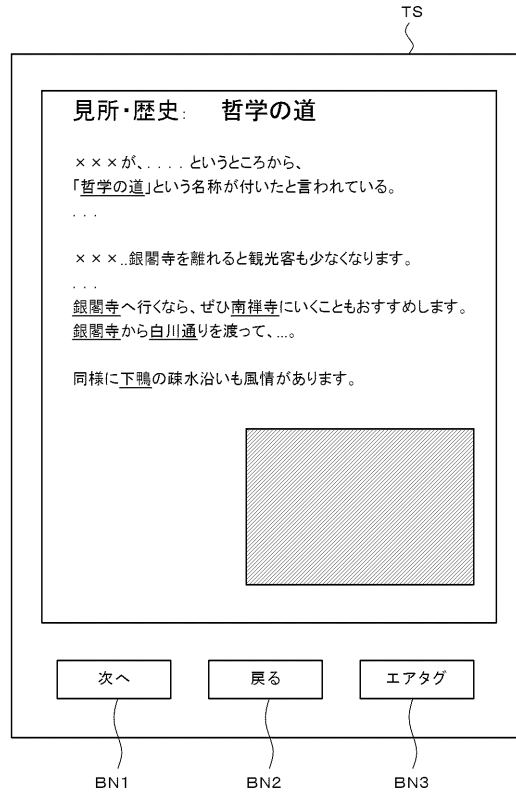 TS
見所・歴史: 哲学の道
×××が、....というところから、
「哲学の道」という名称が付いたと言われている。
...
×××..銀閣寺を離れると観光客も少なくなります。
...
銀閣寺へ行くなら、ぜひ南禅寺にいくこともおすすめします。
銀閣寺から白川通りを渡って、...。
同様に下鴨の疎水沿いも風情があります。
次へ 戻る エアタグ
BN1 BN2 BN3